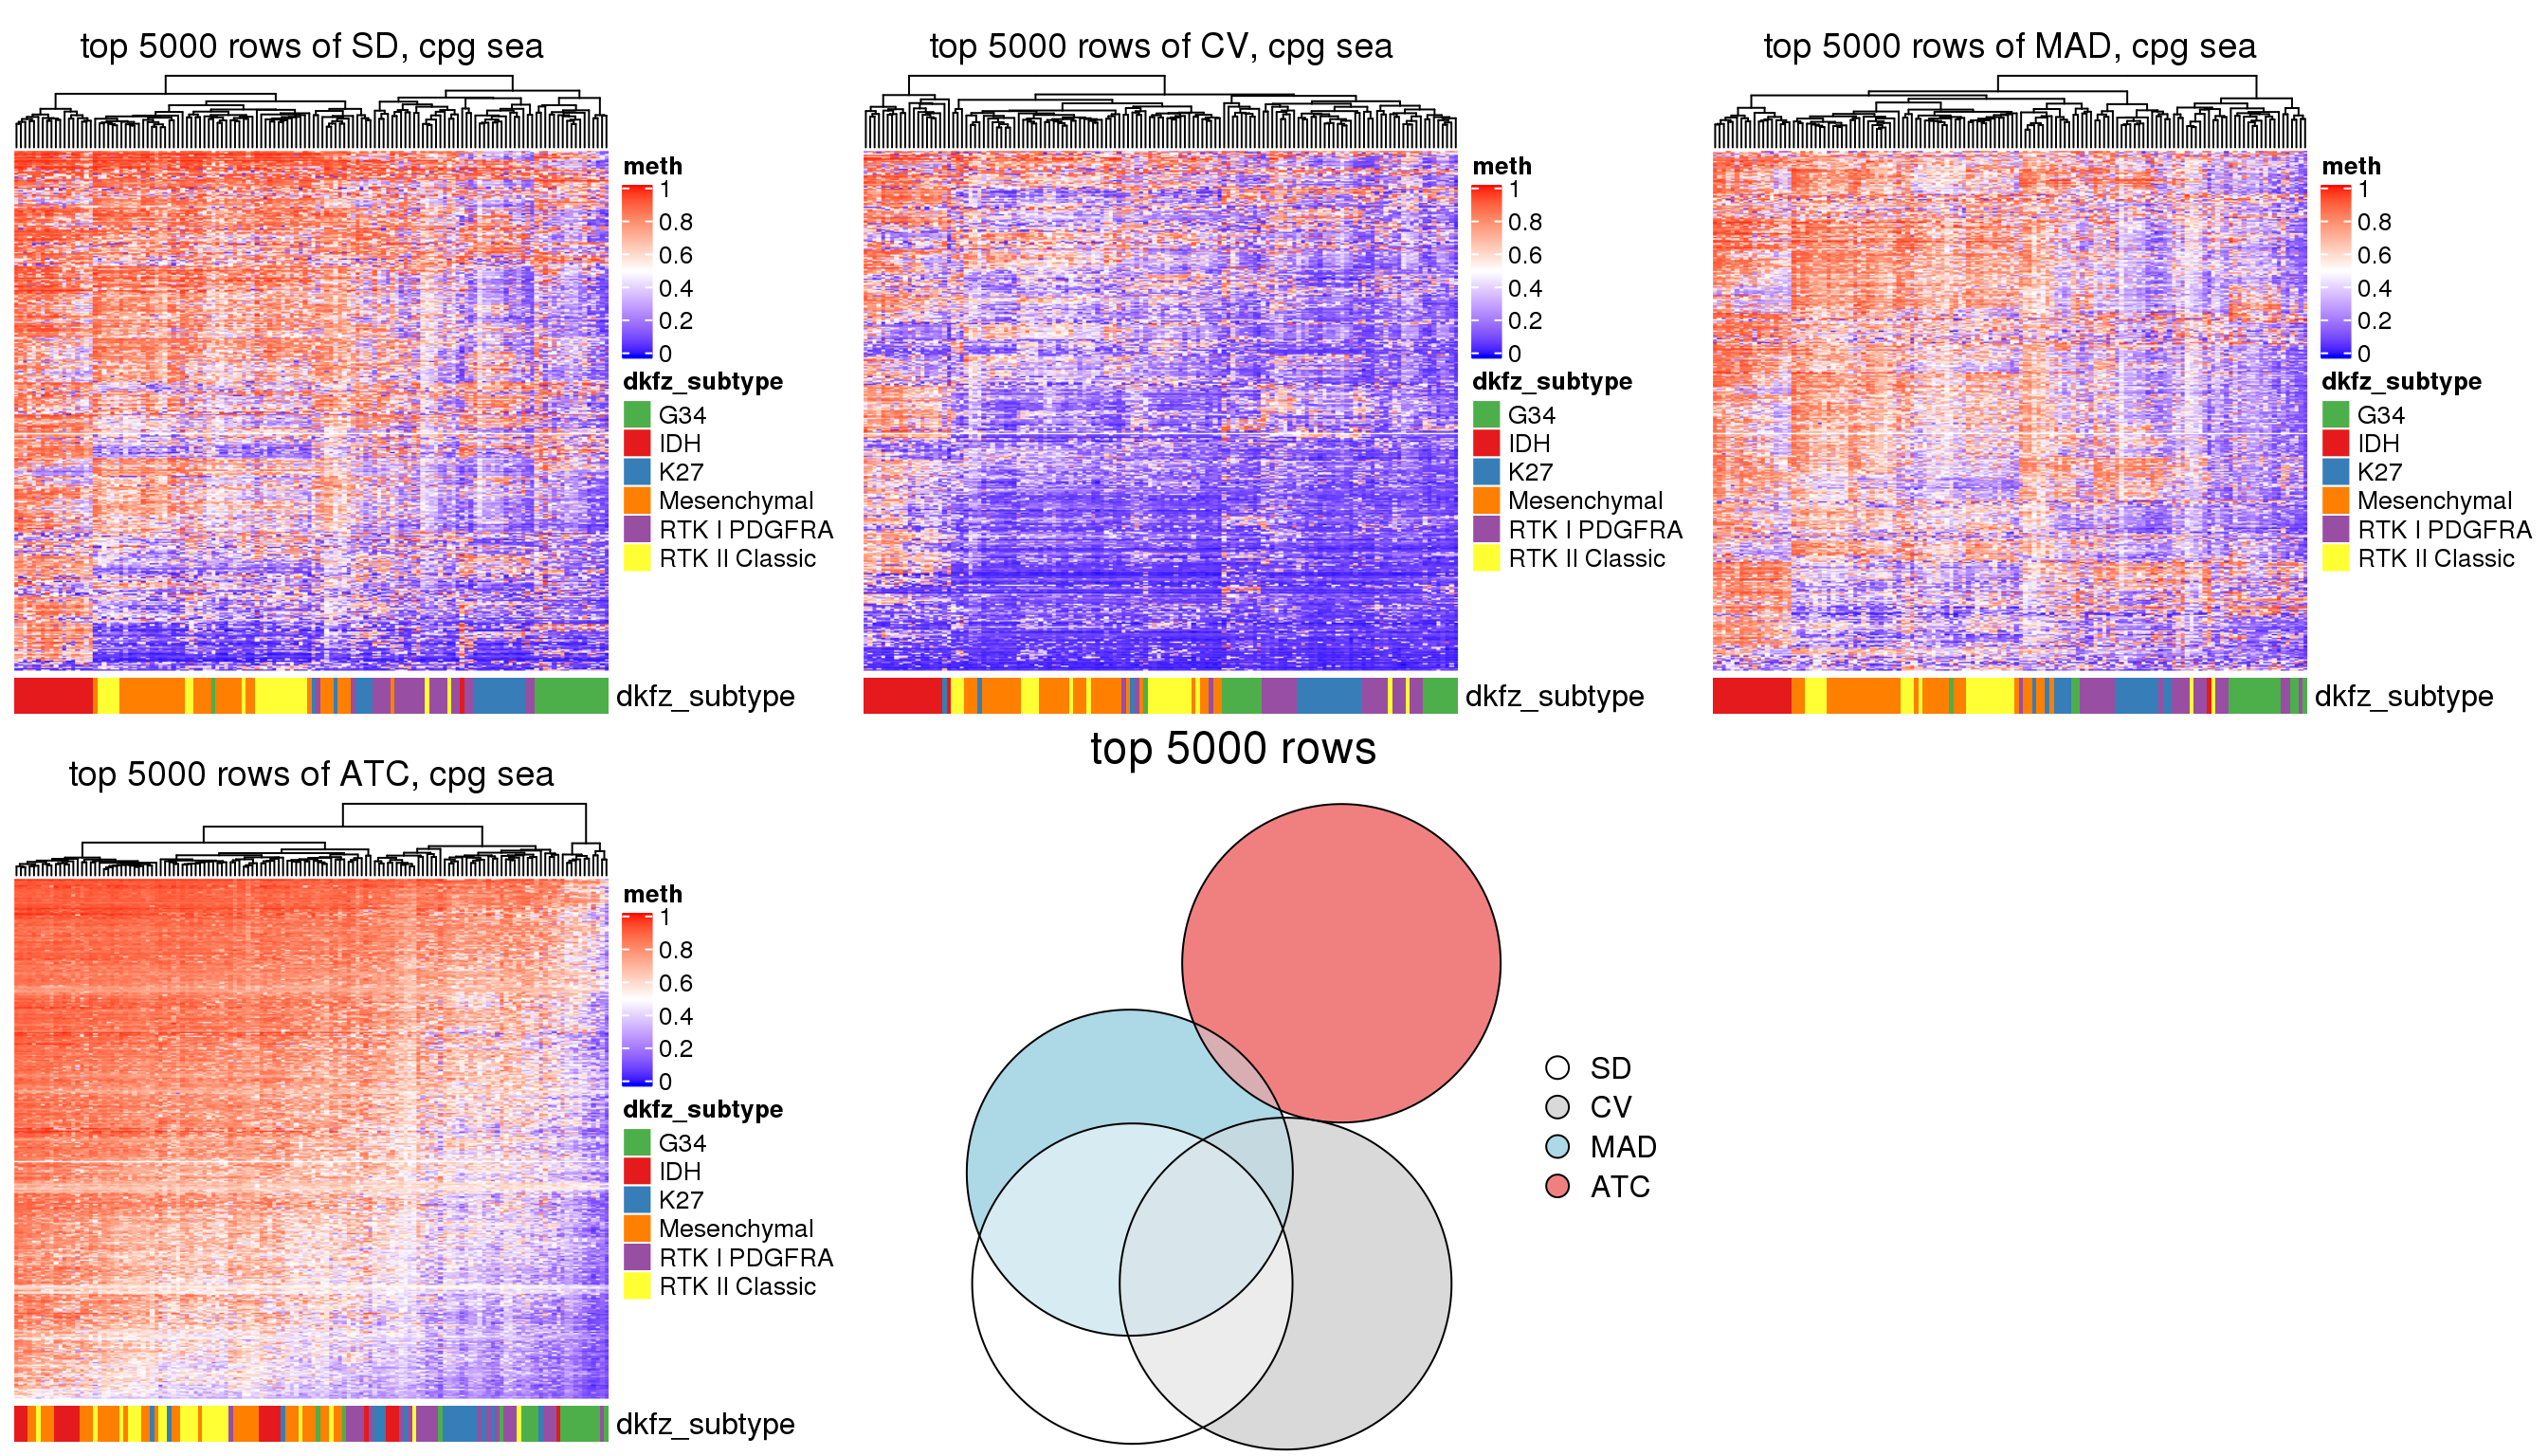 top 5000 rows of SD, cpg sea
meth
1
0.8
0.6
0.4
0.2
0
dkfz_subtype
G34
IDH
K27
Mesenchymal
RTK I PDGFRA
RTK II Classic
dkfz_subtype
top 5000 rows of CV, cpg sea
meth
1
0.8
0.6
0.4
0.2
0
dkfz_subtype
G34
IDH
K27
Mesenchymal
RTK I PDGFRA
RTK II Classic
dkfz_subtype
top 5000 rows of MAD, cpg sea
meth
1
0.8
0.6
0.4
0.2
0
dkfz_subtype
G34
IDH
K27
Mesenchymal
RTK I PDGFRA
RTK II Classic
dkfz_subtype
top 5000 rows of ATC, cpg sea
meth
1
0.8
0.6
0.4
0.2
0
dkfz_subtype
G34
IDH
K27
Mesenchymal
RTK I PDGFRA
RTK II Classic
dkfz_subtype
top 5000 rows
SD
CV
MAD
ATC